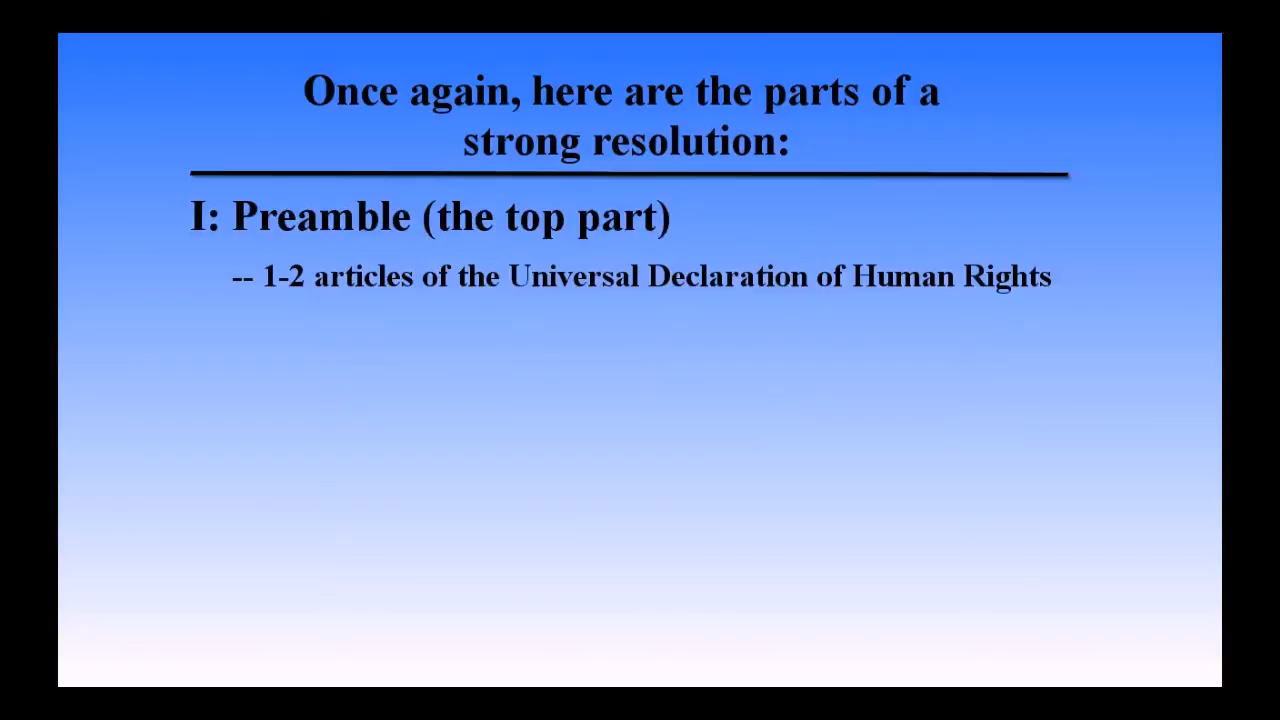 Once again, here are the parts of a
strong resolution:
I: Preamble (the top part)
-- 1-2 articles of the Universal Declaration of Human Rights